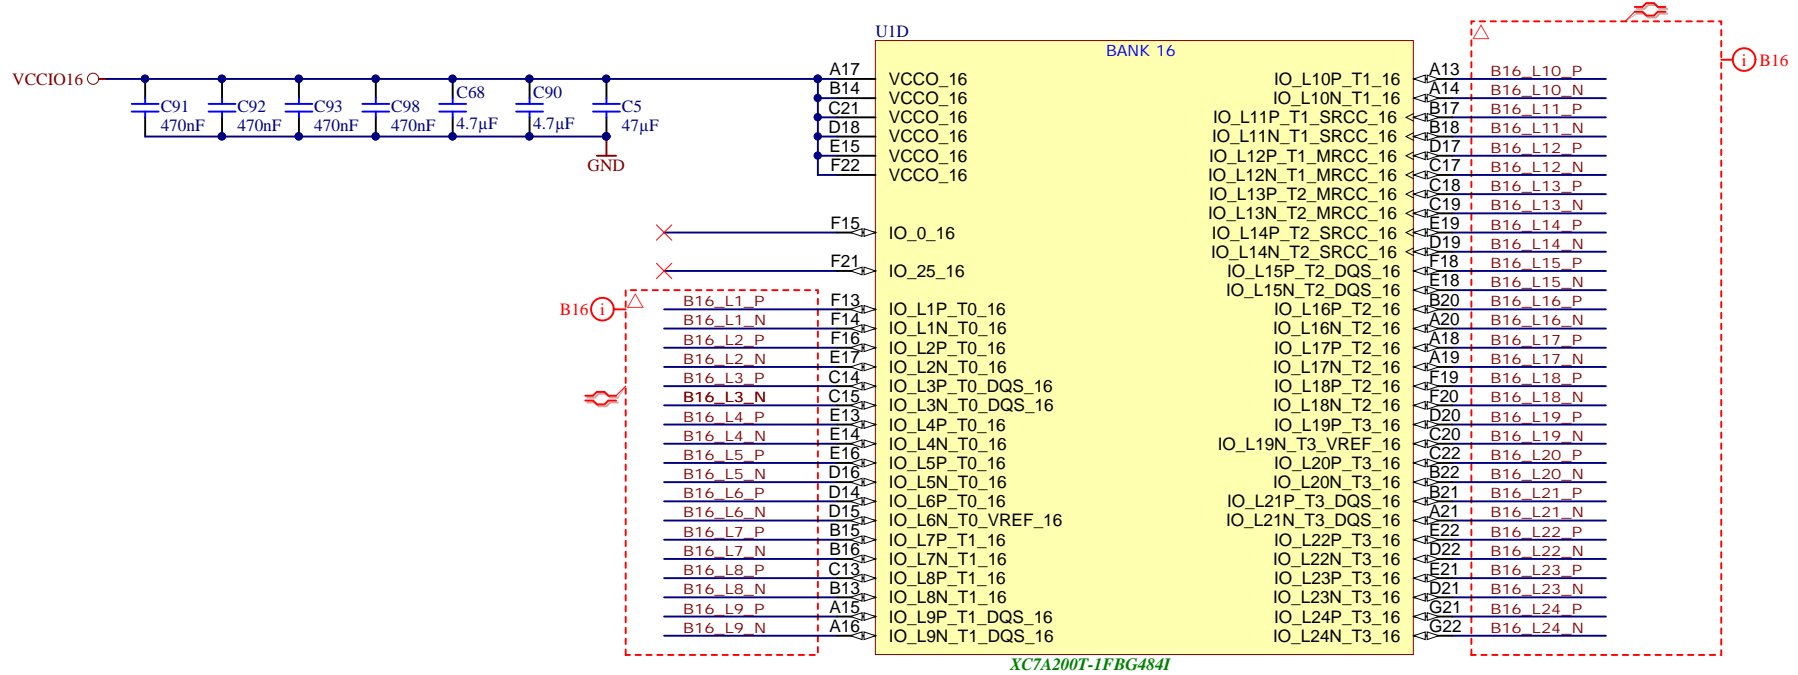 U1D
BANK 16
VCCIO16
C91
470nF
C92
470nF
C93
470nF
C98
470nF
C68
4.7µF
C90
4.7µF
C5
47µF
GND
A17 VCCO_16
B14 VCCO_16
C21 VCCO_16
D18 VCCO_16
E15 VCCO_16
F22 VCCO_16
F15 IO_0_16
F21 IO_25_16
B16 i
B16_L1_P F13 IO_L1P_T0_16
B16_L1_N F14 IO_L1N_T0_16
B16_L2_P F16 IO_L2P_T0_16
B16_L2_N E17 IO_L2N_T0_16
B16_L3_P C14 IO_L3P_T0_DQS_16
B16_L3_N C15 IO_L3N_T0_DQS_16
B16_L4_P E13 IO_L4P_T0_16
B16_L4_N E14 IO_L4N_T0_16
B16_L5_P E16 IO_L5P_T0_16
B16_L5_N D16 IO_L5N_T0_16
B16_L6_P D14 IO_L6P_T0_16
B16_L6_N D15 IO_L6N_T0_VREF_16
B16_L7_P B15 IO_L7P_T1_16
B16_L7_N B16 IO_L7N_T1_16
B16_L8_P C13 IO_L8P_T1_16
B16_L8_N B13 IO_L8N_T1_16
B16_L9_P A15 IO_L9P_T1_DQS_16
B16_L9_N A16 IO_L9N_T1_DQS_16
i B16
IO_L10P_T1_16 A13 B16_L10_P
IO_L10N_T1_16 A14 B16_L10_N
IO_L11P_T1_SRCC_16 B17 B16_L11_P
IO_L11N_T1_SRCC_16 B18 B16_L11_N
IO_L12P_T1_MRCC_16 D17 B16_L12_P
IO_L12N_T1_MRCC_16 C17 B16_L12_N
IO_L13P_T2_MRCC_16 C18 B16_L13_P
IO_L13N_T2_MRCC_16 C19 B16_L13_N
IO_L14P_T2_SRCC_16 E19 B16_L14_P
IO_L14N_T2_SRCC_16 D19 B16_L14_N
IO_L15P_T2_DQS_16 F18 B16_L15_P
IO_L15N_T2_DQS_16 E18 B16_L15_N
IO_L16P_T2_16 B20 B16_L16_P
IO_L16N_T2_16 A20 B16_L16_N
IO_L17P_T2_16 A18 B16_L17_P
IO_L17N_T2_16 A19 B16_L17_N
IO_L18P_T2_16 F19 B16_L18_P
IO_L18N_T2_16 F20 B16_L18_N
IO_L19P_T3_16 D20 B16_L19_P
IO_L19N_T3_VREF_16 C20 B16_L19_N
IO_L20P_T3_16 C22 B16_L20_P
IO_L20N_T3_16 B22 B16_L20_N
IO_L21P_T3_DQS_16 B21 B16_L21_P
IO_L21N_T3_DQS_16 A21 B16_L21_N
IO_L22P_T3_16 E22 B16_L22_P
IO_L22N_T3_16 D22 B16_L22_N
IO_L23P_T3_16 E21 B16_L23_P
IO_L23N_T3_16 D21 B16_L23_N
IO_L24P_T3_16 G21 B16_L24_P
IO_L24N_T3_16 G22 B16_L24_N
XC7A200T-1FBG484I